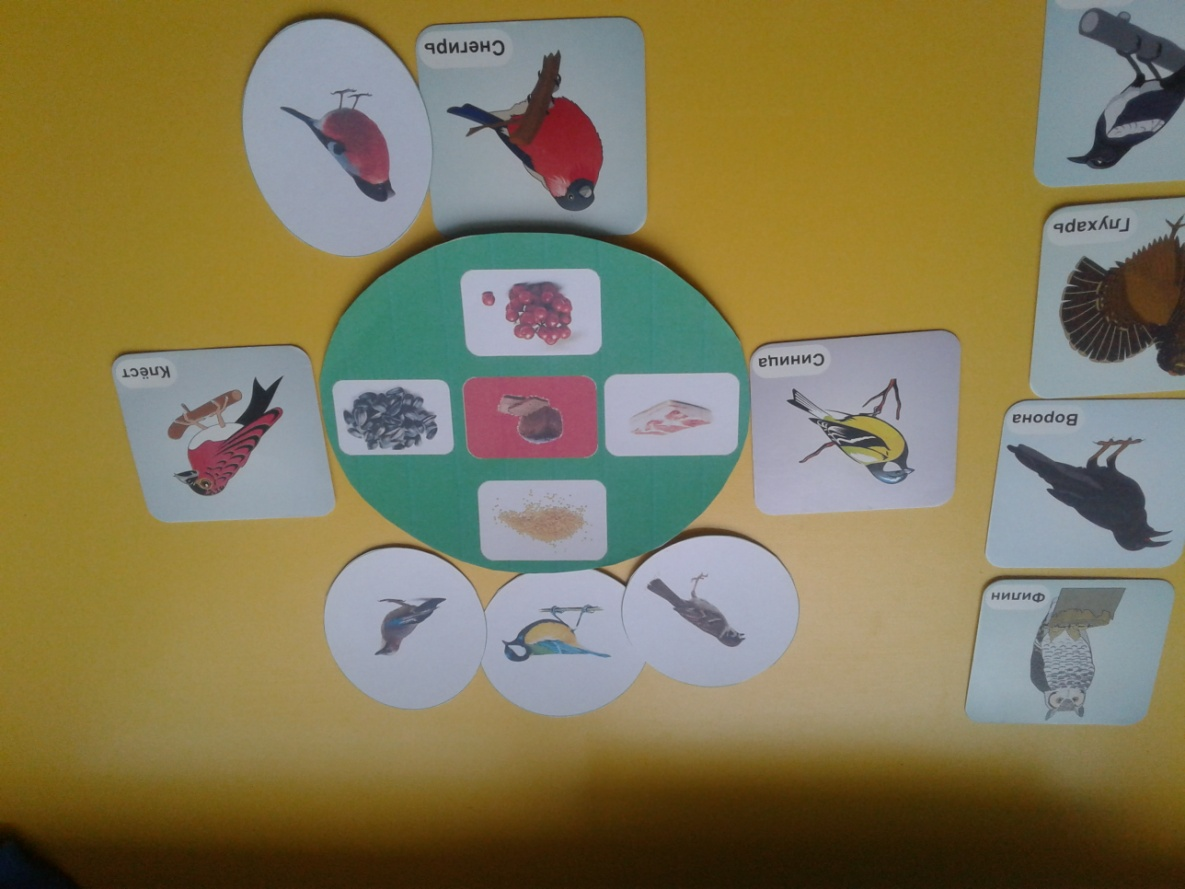 Снегирь
Клёст
Синица
Глухарь
Ворона
Филин